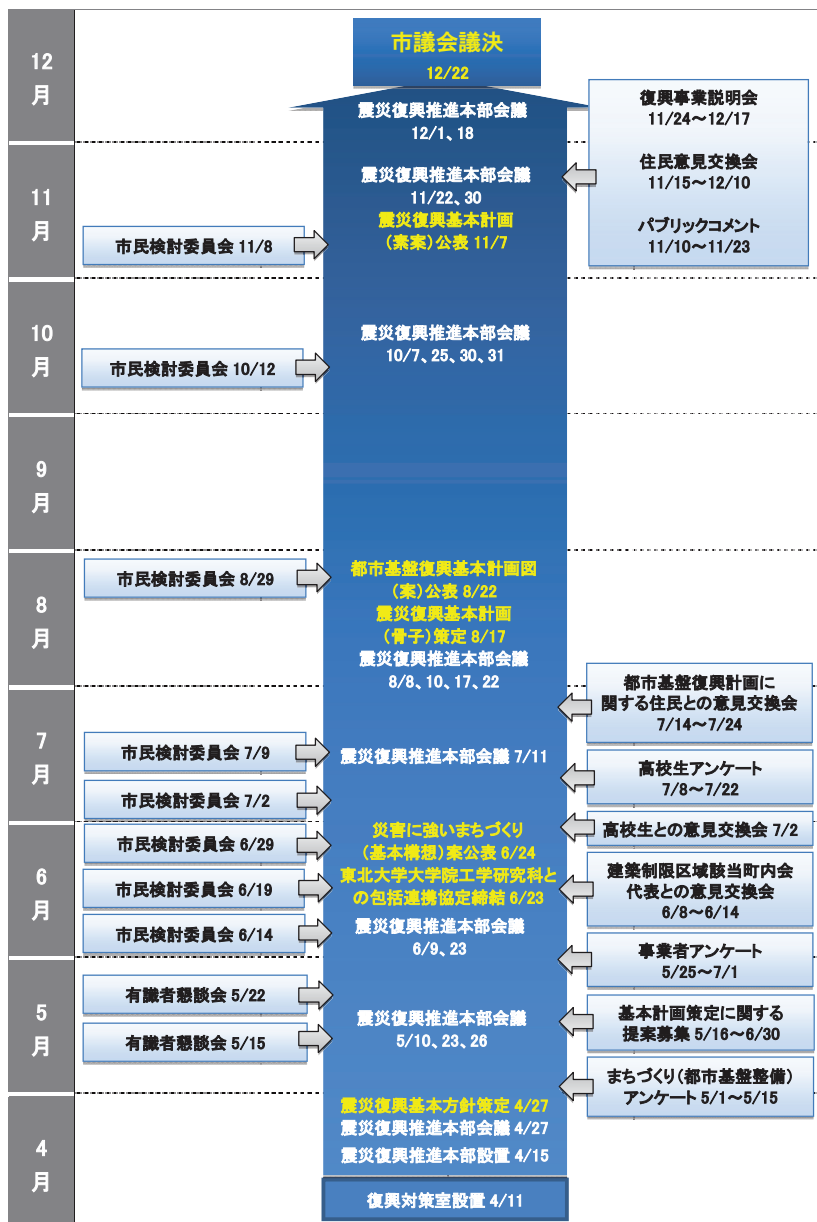 12
月
市議会議決
12/22
震災復興推進本部会議
12/1、18
復興事業説明会
11/24～12/17
住民意見交換会
11/15～12/10
パブリックコメント
11/10～11/23
11
月
震災復興推進本部会議
11/22、30
震災復興基本計画
（素案）公表 11/7
市民検討委員会 11/8
10
月
震災復興推進本部会議
10/7、25、30、31
市民検討委員会 10/12
9
月
8
月
市民検討委員会 8/29
都市基盤復興基本計画図
（案）公表 8/22
震災復興基本計画
（骨子）策定 8/17
震災復興推進本部会議
8/8、10、17、22
都市基盤復興計画に
関する住民との意見交換会
7/14～7/24
7
月
市民検討委員会 7/9
震災復興推進本部会議 7/11
高校生アンケート
7/8～7/22
市民検討委員会 7/2
高校生との意見交換会 7/2
6
月
市民検討委員会 6/29
災害に強いまちづくり
（基本構想）案公表 6/24
東北大学大学院工学研究科と
の包括連携協定締結 6/23
市民検討委員会 6/19
建築制限区域該当町内会
代表との意見交換会
6/8～6/14
市民検討委員会 6/14
震災復興推進本部会議
6/9、23
事業者アンケート
5/25～7/1
5
月
有識者懇談会 5/22
有識者懇談会 5/15
震災復興推進本部会議
5/10、23、26
基本計画策定に関する
提案募集 5/16～6/30
まちづくり（都市基盤整備）
アンケート 5/1～5/15
4
月
震災復興基本方針策定 4/27
震災復興推進本部会議 4/27
震災復興推進本部設置 4/15
復興対策室設置 4/11